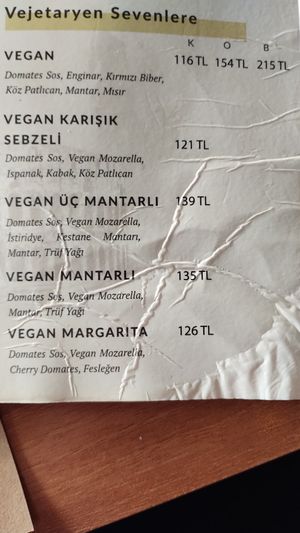 Vejetaryen Sevenlere
K O B
VEGAN 116 TL 154 TL 215 TL
Domates Sos, Enginar, Kırmızı Biber,
Köz Patlıcan, Mantar, Mısır
VEGAN KARIŞIK
SEBZELİ 121 TL
Domates Sos, Vegan Mozarella,
Ispanak, Kabak, Köz Patlıcan
VEGAN ÜÇ MANTARLI 139 TL
Domates Sos, Vegan Mozarella,
İstiridye, Kestane Mantarı,
Mantar, Trüf Yağı
VEGAN MANTARLI 135 TL
Domates Sos, Vegan Mozarella,
Mantar, Trüf Yağı
VEGAN MARGARITA 126 TL
Domates Sos, Vegan Mozarella,
Cherry Domates, Fesleğen